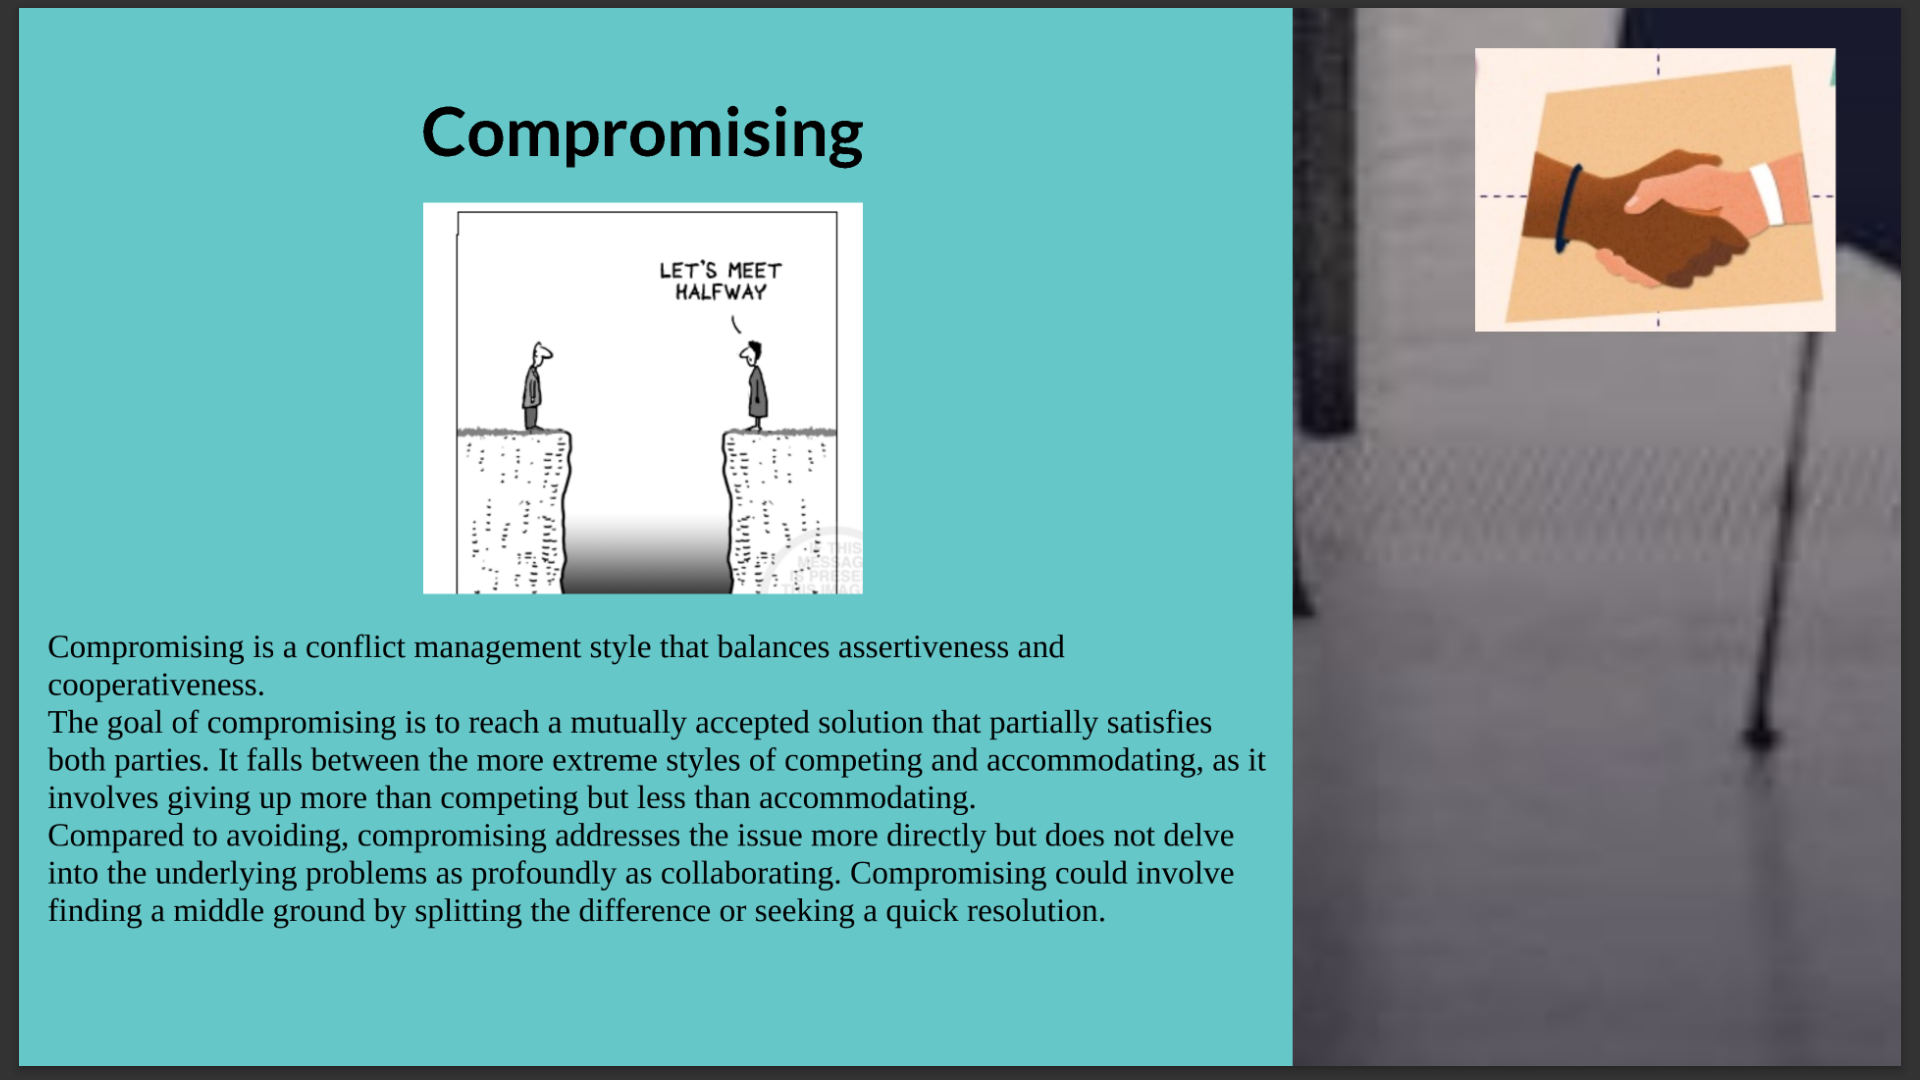 Compromising
LET'S MEET
HALFWAY
THIS
MESSAG
THIS IMAG
Compromising is a conflict management style that balances assertiveness and
cooperativeness.
The goal of compromising is to reach a mutually accepted solution that partially satisfies
both parties. It falls between the more extreme styles of competing and accommodating, as it
involves giving up more than competing but less than accommodating.
Compared to avoiding, compromising addresses the issue more directly but does not delve
into the underlying problems as profoundly as collaborating. Compromising could involve
finding a middle ground by splitting the difference or seeking a quick resolution.